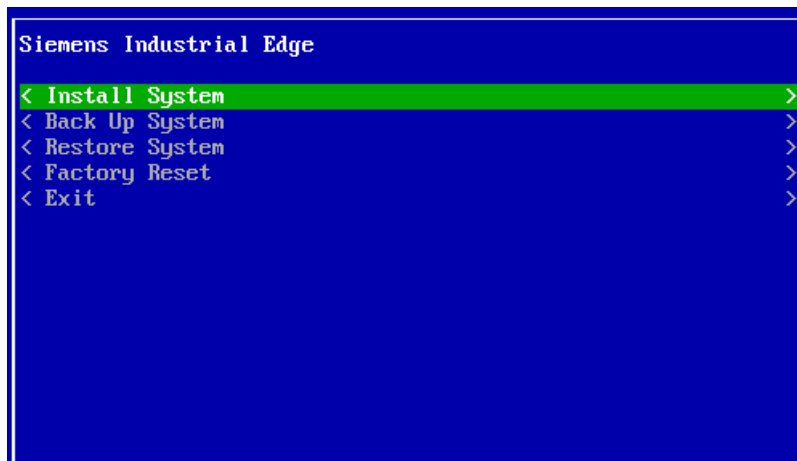 Siemens Industrial Edge
< Install System >
< Back Up System >
< Restore System >
< Factory Reset >
< Exit >